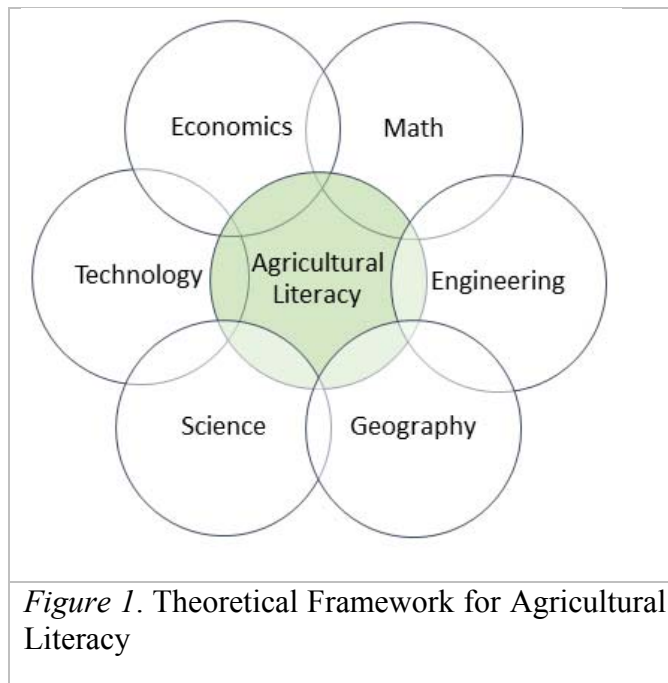 Economics
Math
Technology
Agricultural
Literacy
Engineering
Science
Geography
Figure 1. Theoretical Framework for Agricultural
Literacy